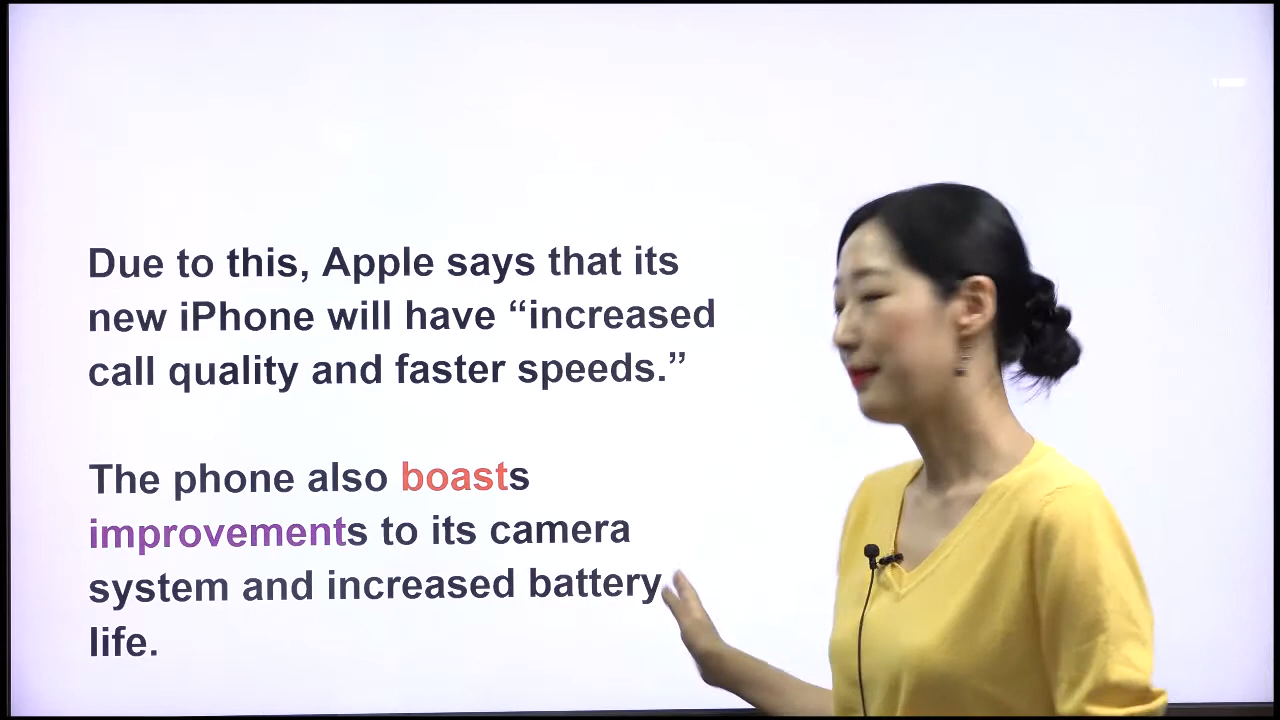 Due to this, Apple says that its
new iPhone will have “increased
call quality and faster speeds.”
The phone also boasts
improvements to its camera
system and increased battery
life.